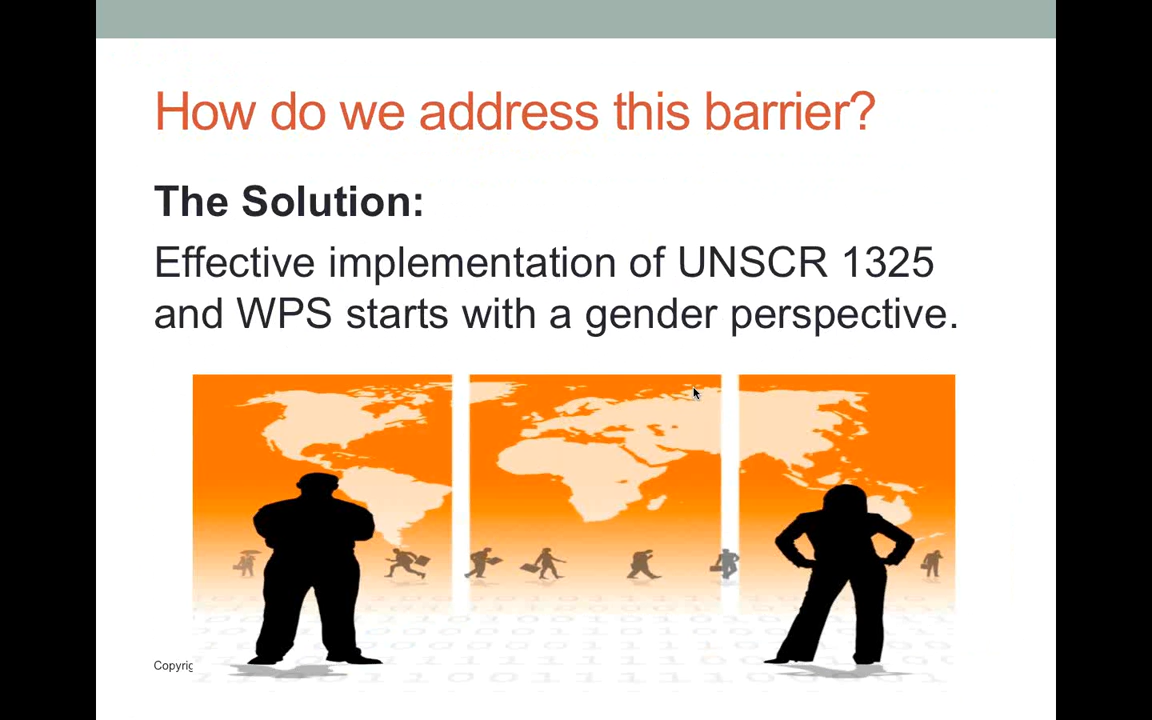 How do we address this barrier?
The Solution:
Effective implementation of UNSCR 1325
and WPS starts with a gender perspective.
Copyrig